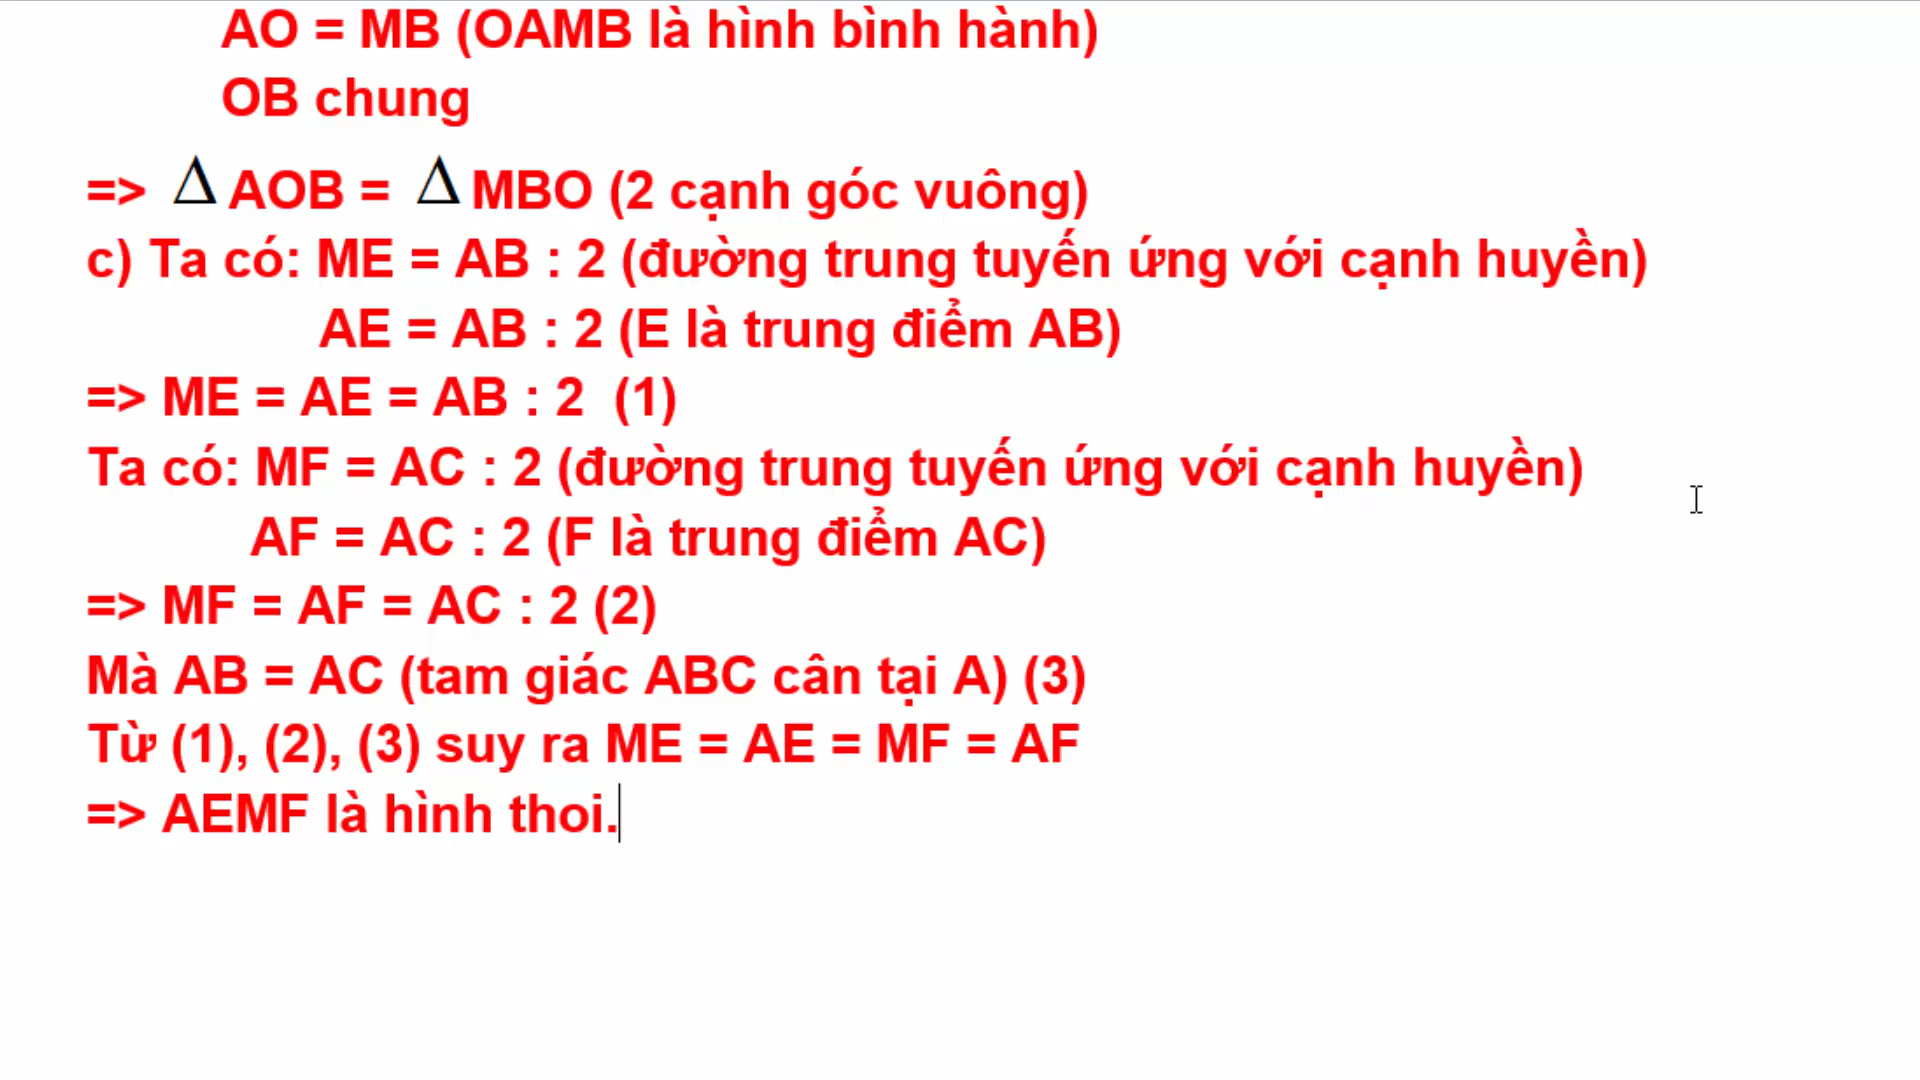 AO = MB (OAMB là hình bình hành)
OB chung
=> Δ AOB = Δ MBO (2 cạnh góc vuông)
c) Ta có: ME = AB : 2 (đường trung tuyến ứng với cạnh huyền)
AE = AB : 2 (E là trung điểm AB)
=> ME = AE = AB : 2 (1)
Ta có: MF = AC : 2 (đường trung tuyến ứng với cạnh huyền)
AF = AC : 2 (F là trung điểm AC)
=> MF = AF = AC : 2 (2)
Mà AB = AC (tam giác ABC cân tại A) (3)
Từ (1), (2), (3) suy ra ME = AE = MF = AF
=> AEMF là hình thoi.